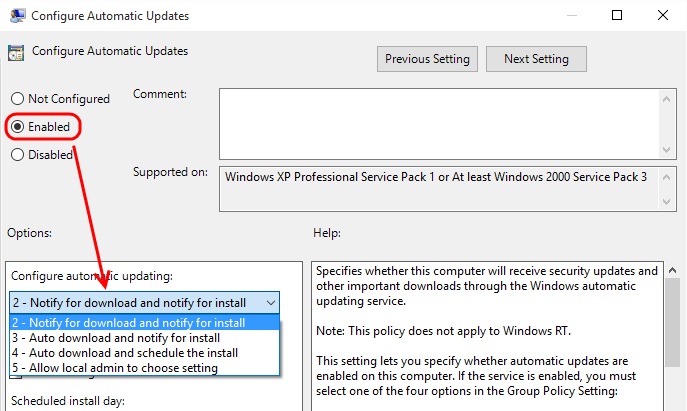 Configure Automatic Updates
Configure Automatic Updates
Previous Setting
Next Setting
Not Configured
Comment:
Enabled
Disabled
Supported on:
Windows XP Professional Service Pack 1 or At least Windows 2000 Service Pack 3
Options:
Help:
Configure automatic updating:
2 - Notify for download and notify for install
2 - Notify for download and notify for install
3 - Auto download and notify for install
4 - Auto download and schedule the install
5 - Allow local admin to choose setting
Scheduled install day:
Specifies whether this computer will receive security updates and
other important downloads through the Windows automatic
updating service.
Note: This policy does not apply to Windows RT.
This setting lets you specify whether automatic updates are
enabled on this computer. If the service is enabled, you must
select one of the four options in the Group Policy Setting: